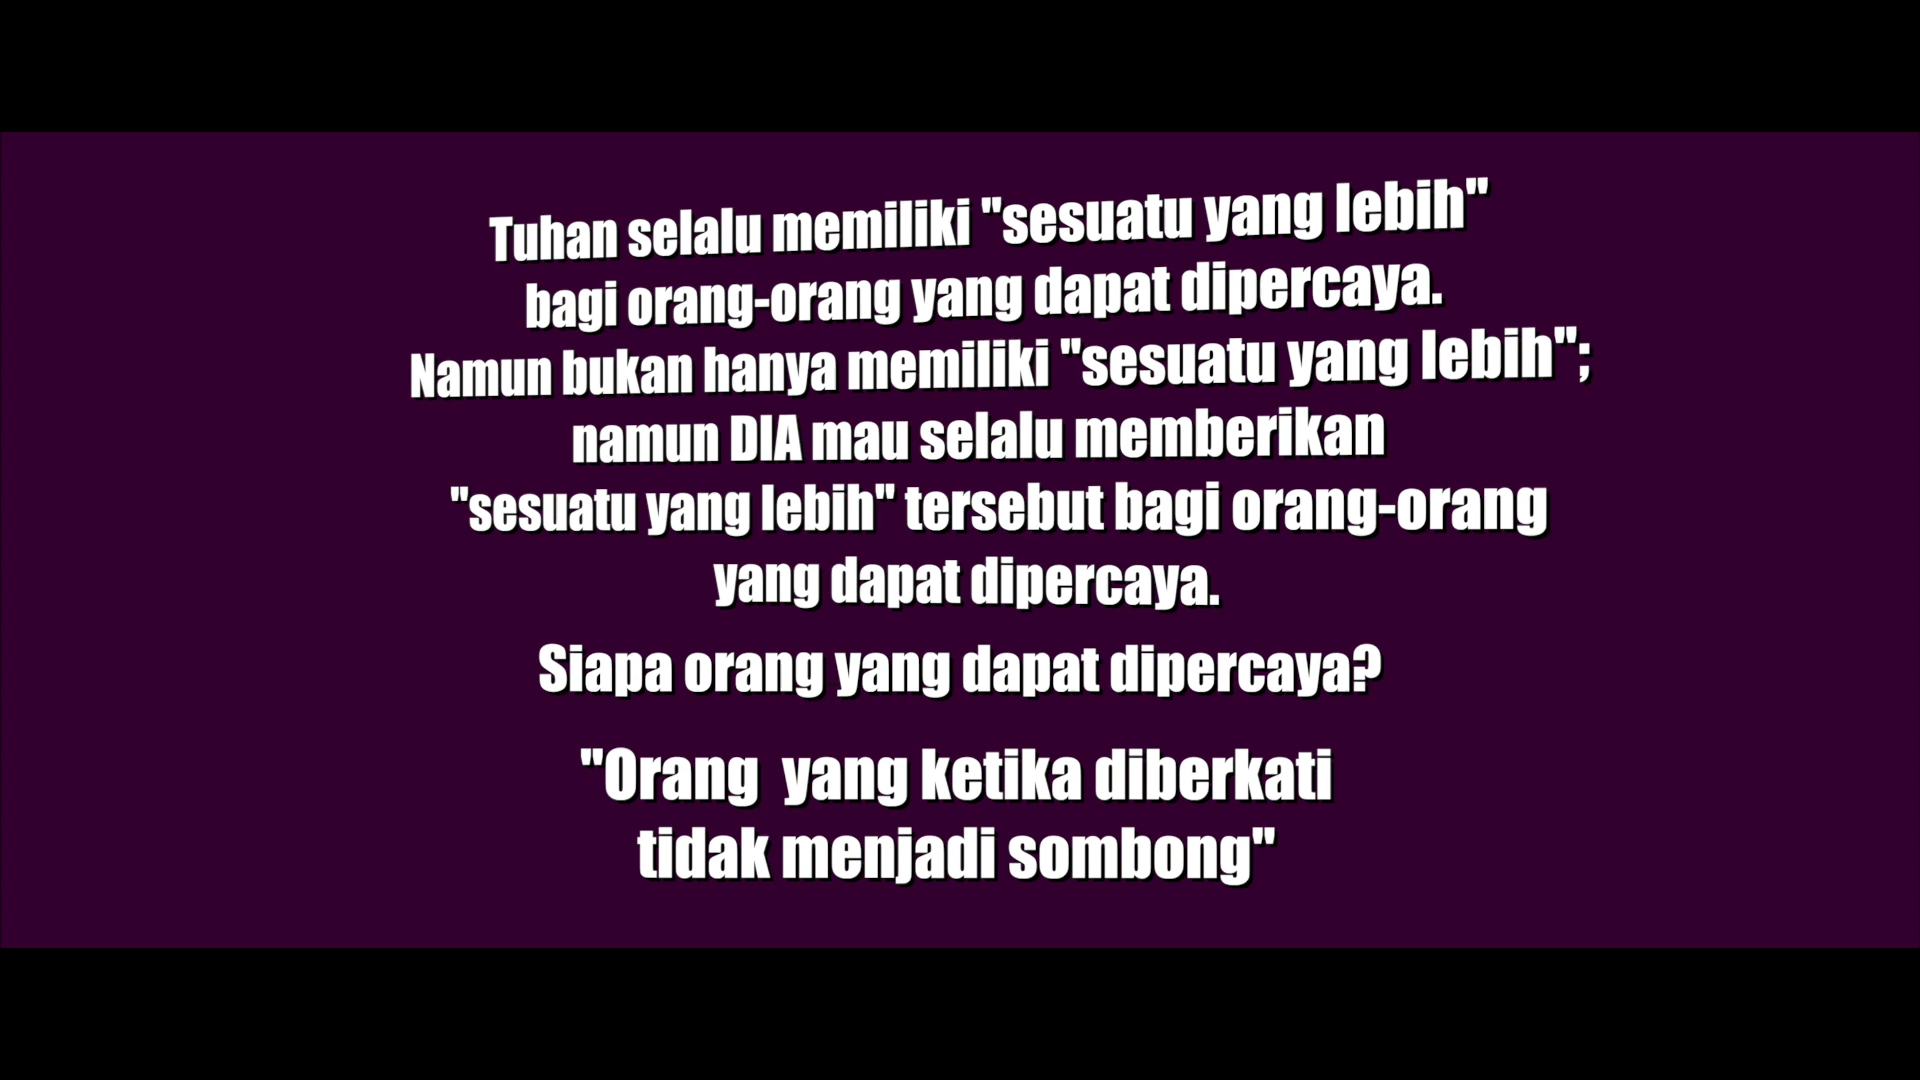 Tuhan selalu memiliki "sesuatu yang lebih"
bagi orang-orang yang dapat dipercaya.
Namun bukan hanya memiliki "sesuatu yang lebih";
namun DIA mau selalu memberikan
"sesuatu yang lebih" tersebut bagi orang-orang
yang dapat dipercaya.
Siapa orang yang dapat dipercaya?
"Orang  yang ketika diberkati
tidak menjadi sombong"